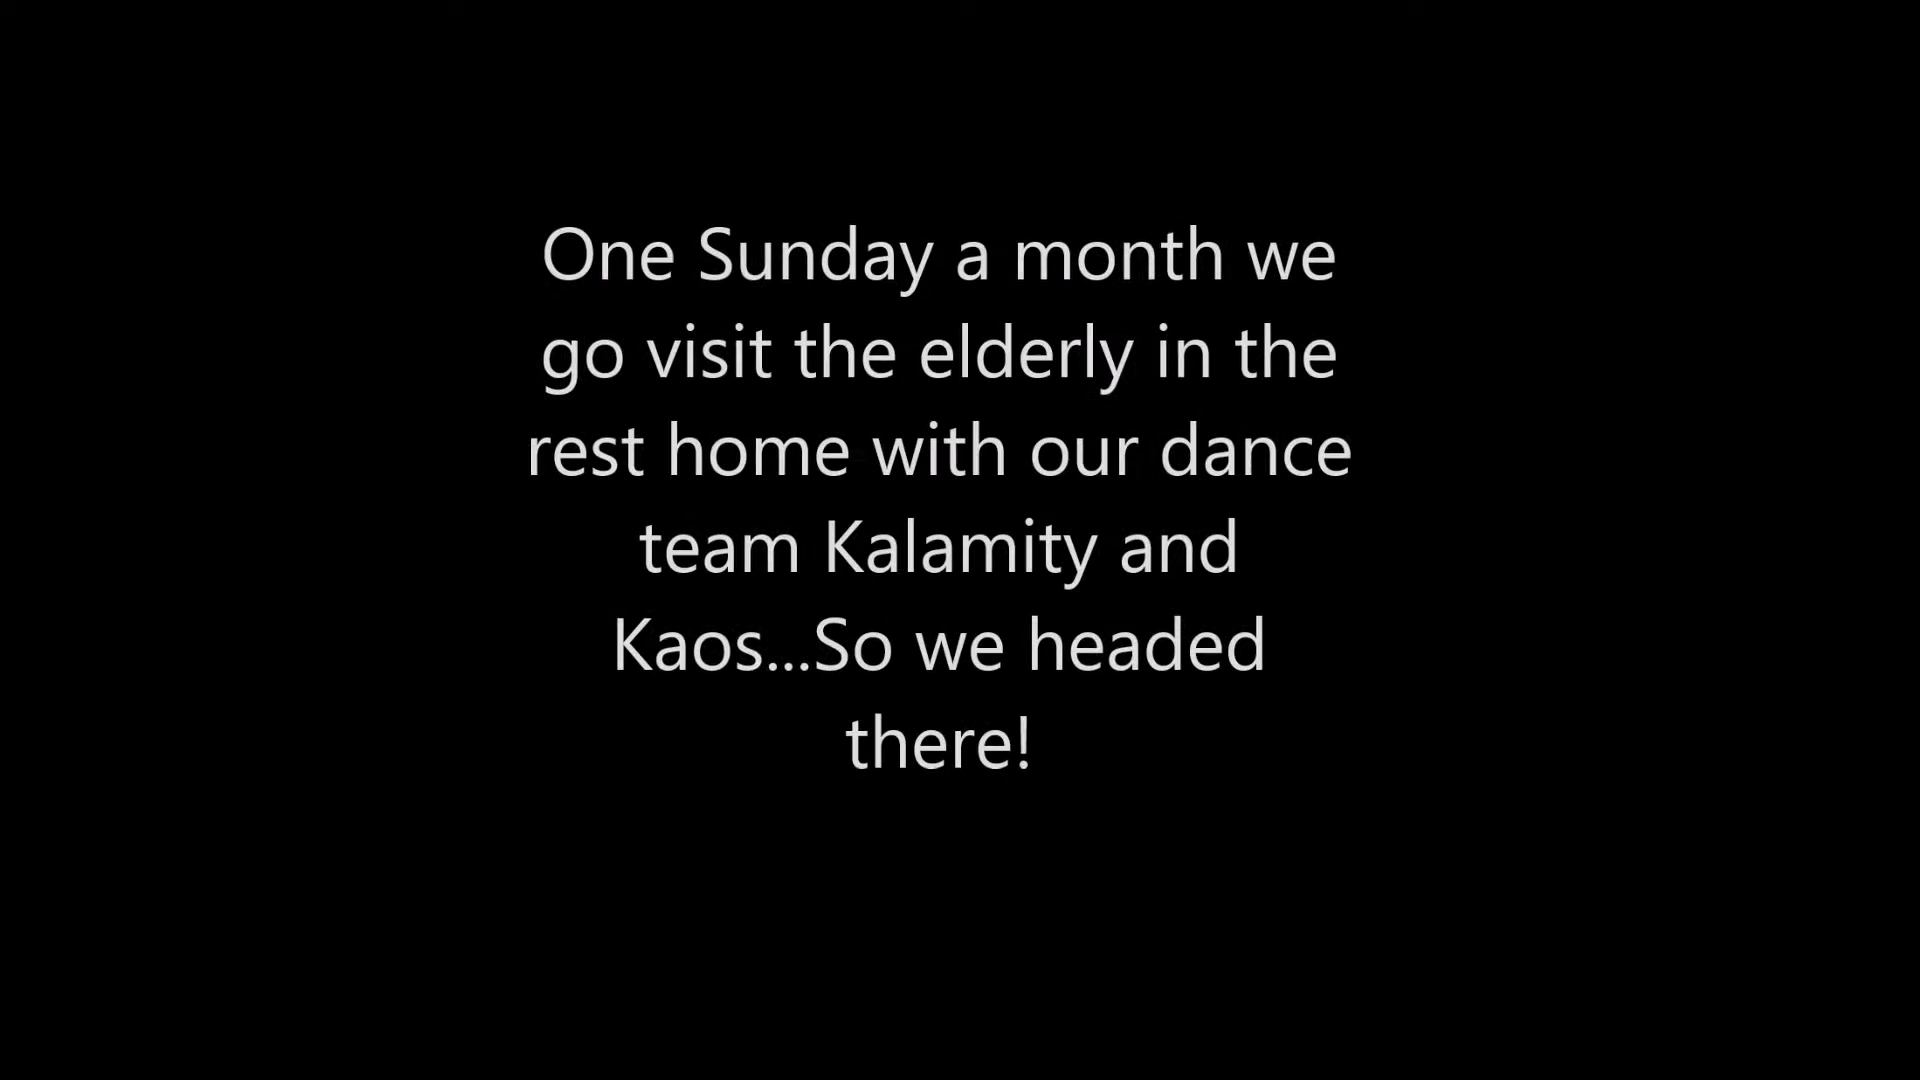 One Sunday a month we
go visit the elderly in the
rest home with our dance
team Kalamity and
Kaos...So we headed
there!